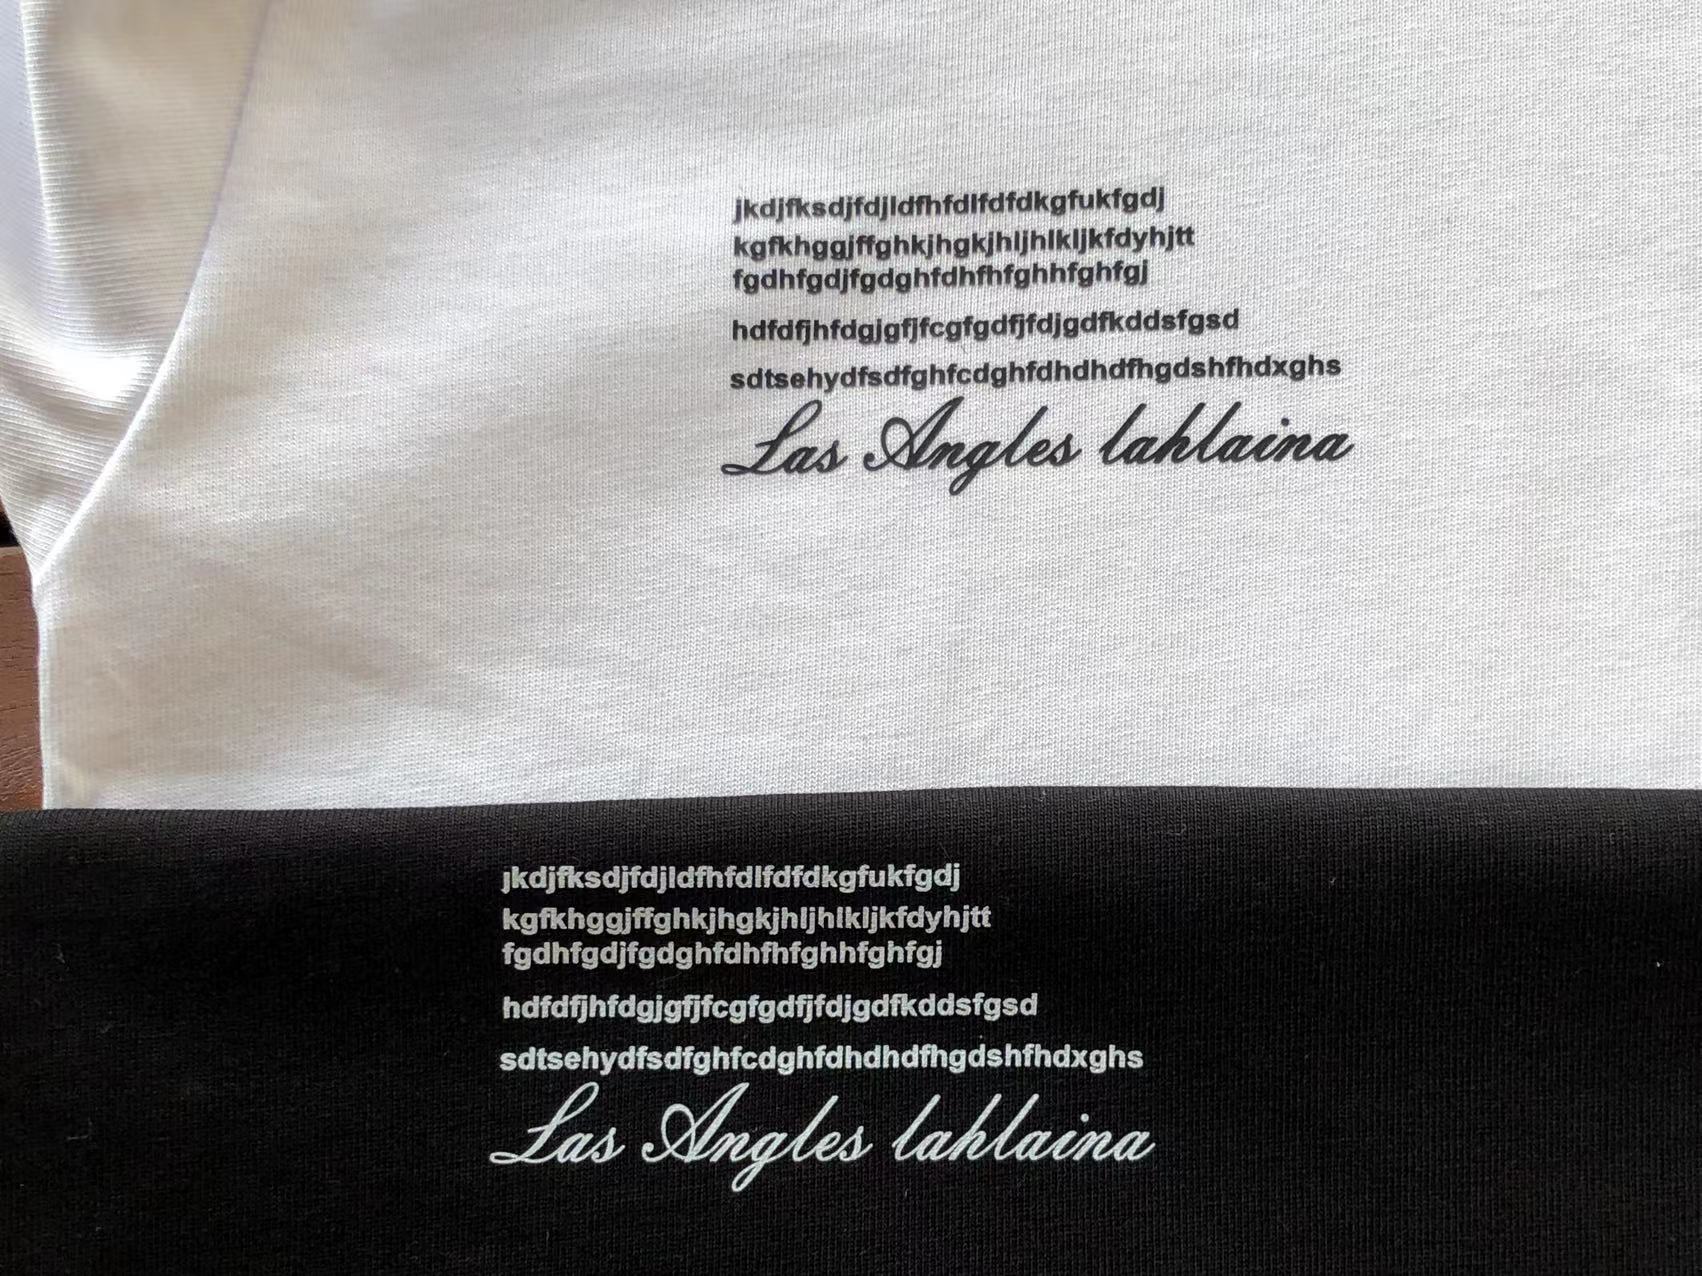 jkdjfksdjfdjldfhfdlfdfdkgfukfgdj
kgfkhggjffghkjhgkjhljhlkljkfdyhjtt
fgdhfgdjfgdghfdhfhfghhfghfgj
hdfdfjhfdgjgfjfcgfgdfjfdjgdfkddsfgsd
sdtsehydfsdfghfcdghfdhdhdfhgdshfhdxghs
Las Angles lahlaina
jkdjfksdjfdjldfhfdlfdfdkgfukfgdj
kgfkhggjffghkjhgkjhljhlkljkfdyhjtt
fgdhfgdjfgdghfdhfhfghhfghfgj
hdfdfjhfdgjgfjfcgfgdfjfdjgdfkddsfgsd
sdtsehydfsdfghfcdghfdhdhdfhgdshfhdxghs
Las Angles lahlaina